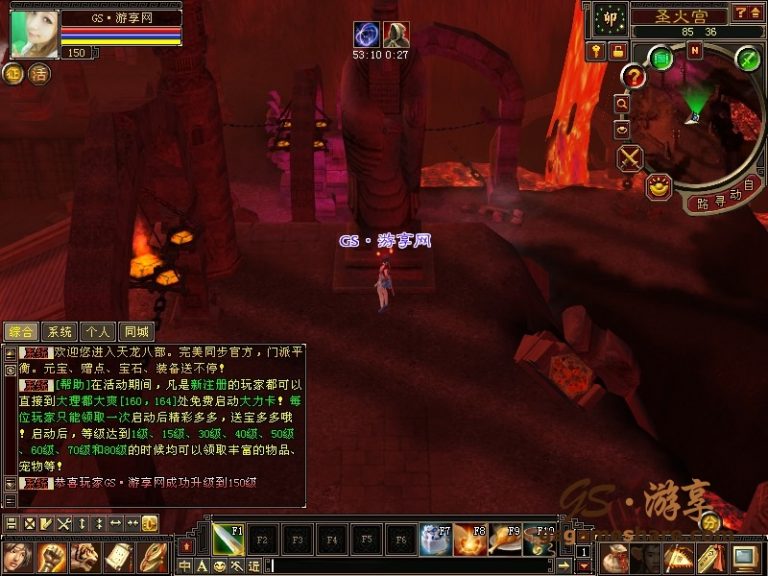 GS·游享网
150
征
活
53:10
0:27
卯
圣火宫
85 36
N
自动寻路
GS·游享网
综合 系统 个人 同城
欢迎您进入天龙八部。完美同步官方，门派平
衡。元宝、赠点、宝石、装备送不停！
[帮助]在活动期间，凡是新注册的玩家都可以
直接到大理都大爽[160，164]处免费启动大力卡！每
位玩家只能领取一次启动后精彩多多，送宝多多哦
！启动后，等级达到1级、15级、30级、40级、50级
、60级、70级和80级的时候均可以领取丰富的物品、
宠物等！
恭喜玩家GS·游享网成功升级到150级
GS·游享
F1 F2 F3 F4 F5 F6 F7 F8 F9 F10
1
中 A 近